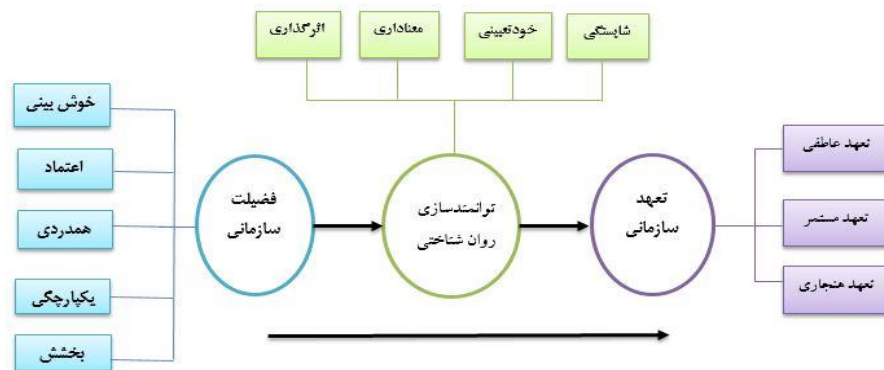 اثرگذاری
معناداری
خودتعیینی
شایستگی
خوش بینی
اعتماد
همدردی
یکپارچگی
بخشش
فضیلت
سازمانی
توانمندسازی
روان شناختی
تعهد
سازمانی
تعهد عاطفی
تعهد مستمر
تعهد هنجاری